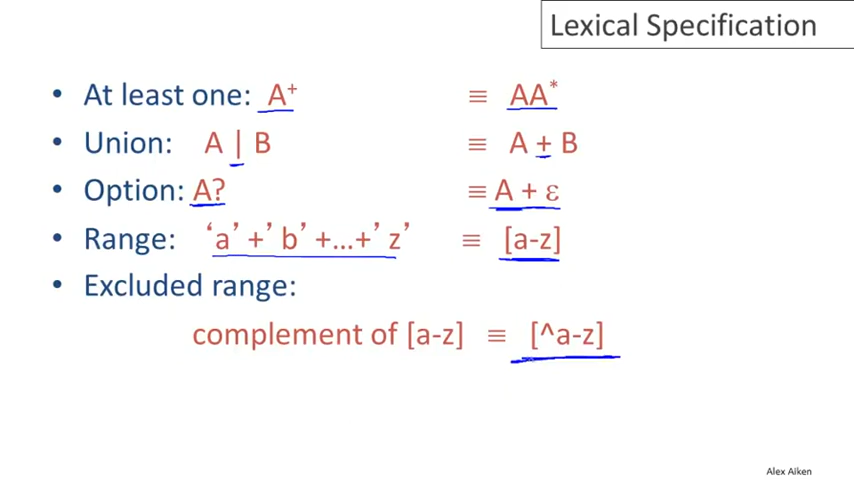 Lexical Specification
• At least one: A⁺ ≡ AA*
• Union: A | B ≡ A + B
• Option: A? ≡ A + ε
• Range: ‘a’ +’ b’ +…+’ z’ ≡ [a-z]
• Excluded range:
complement of [a-z] ≡ [^a-z]
Alex Aiken